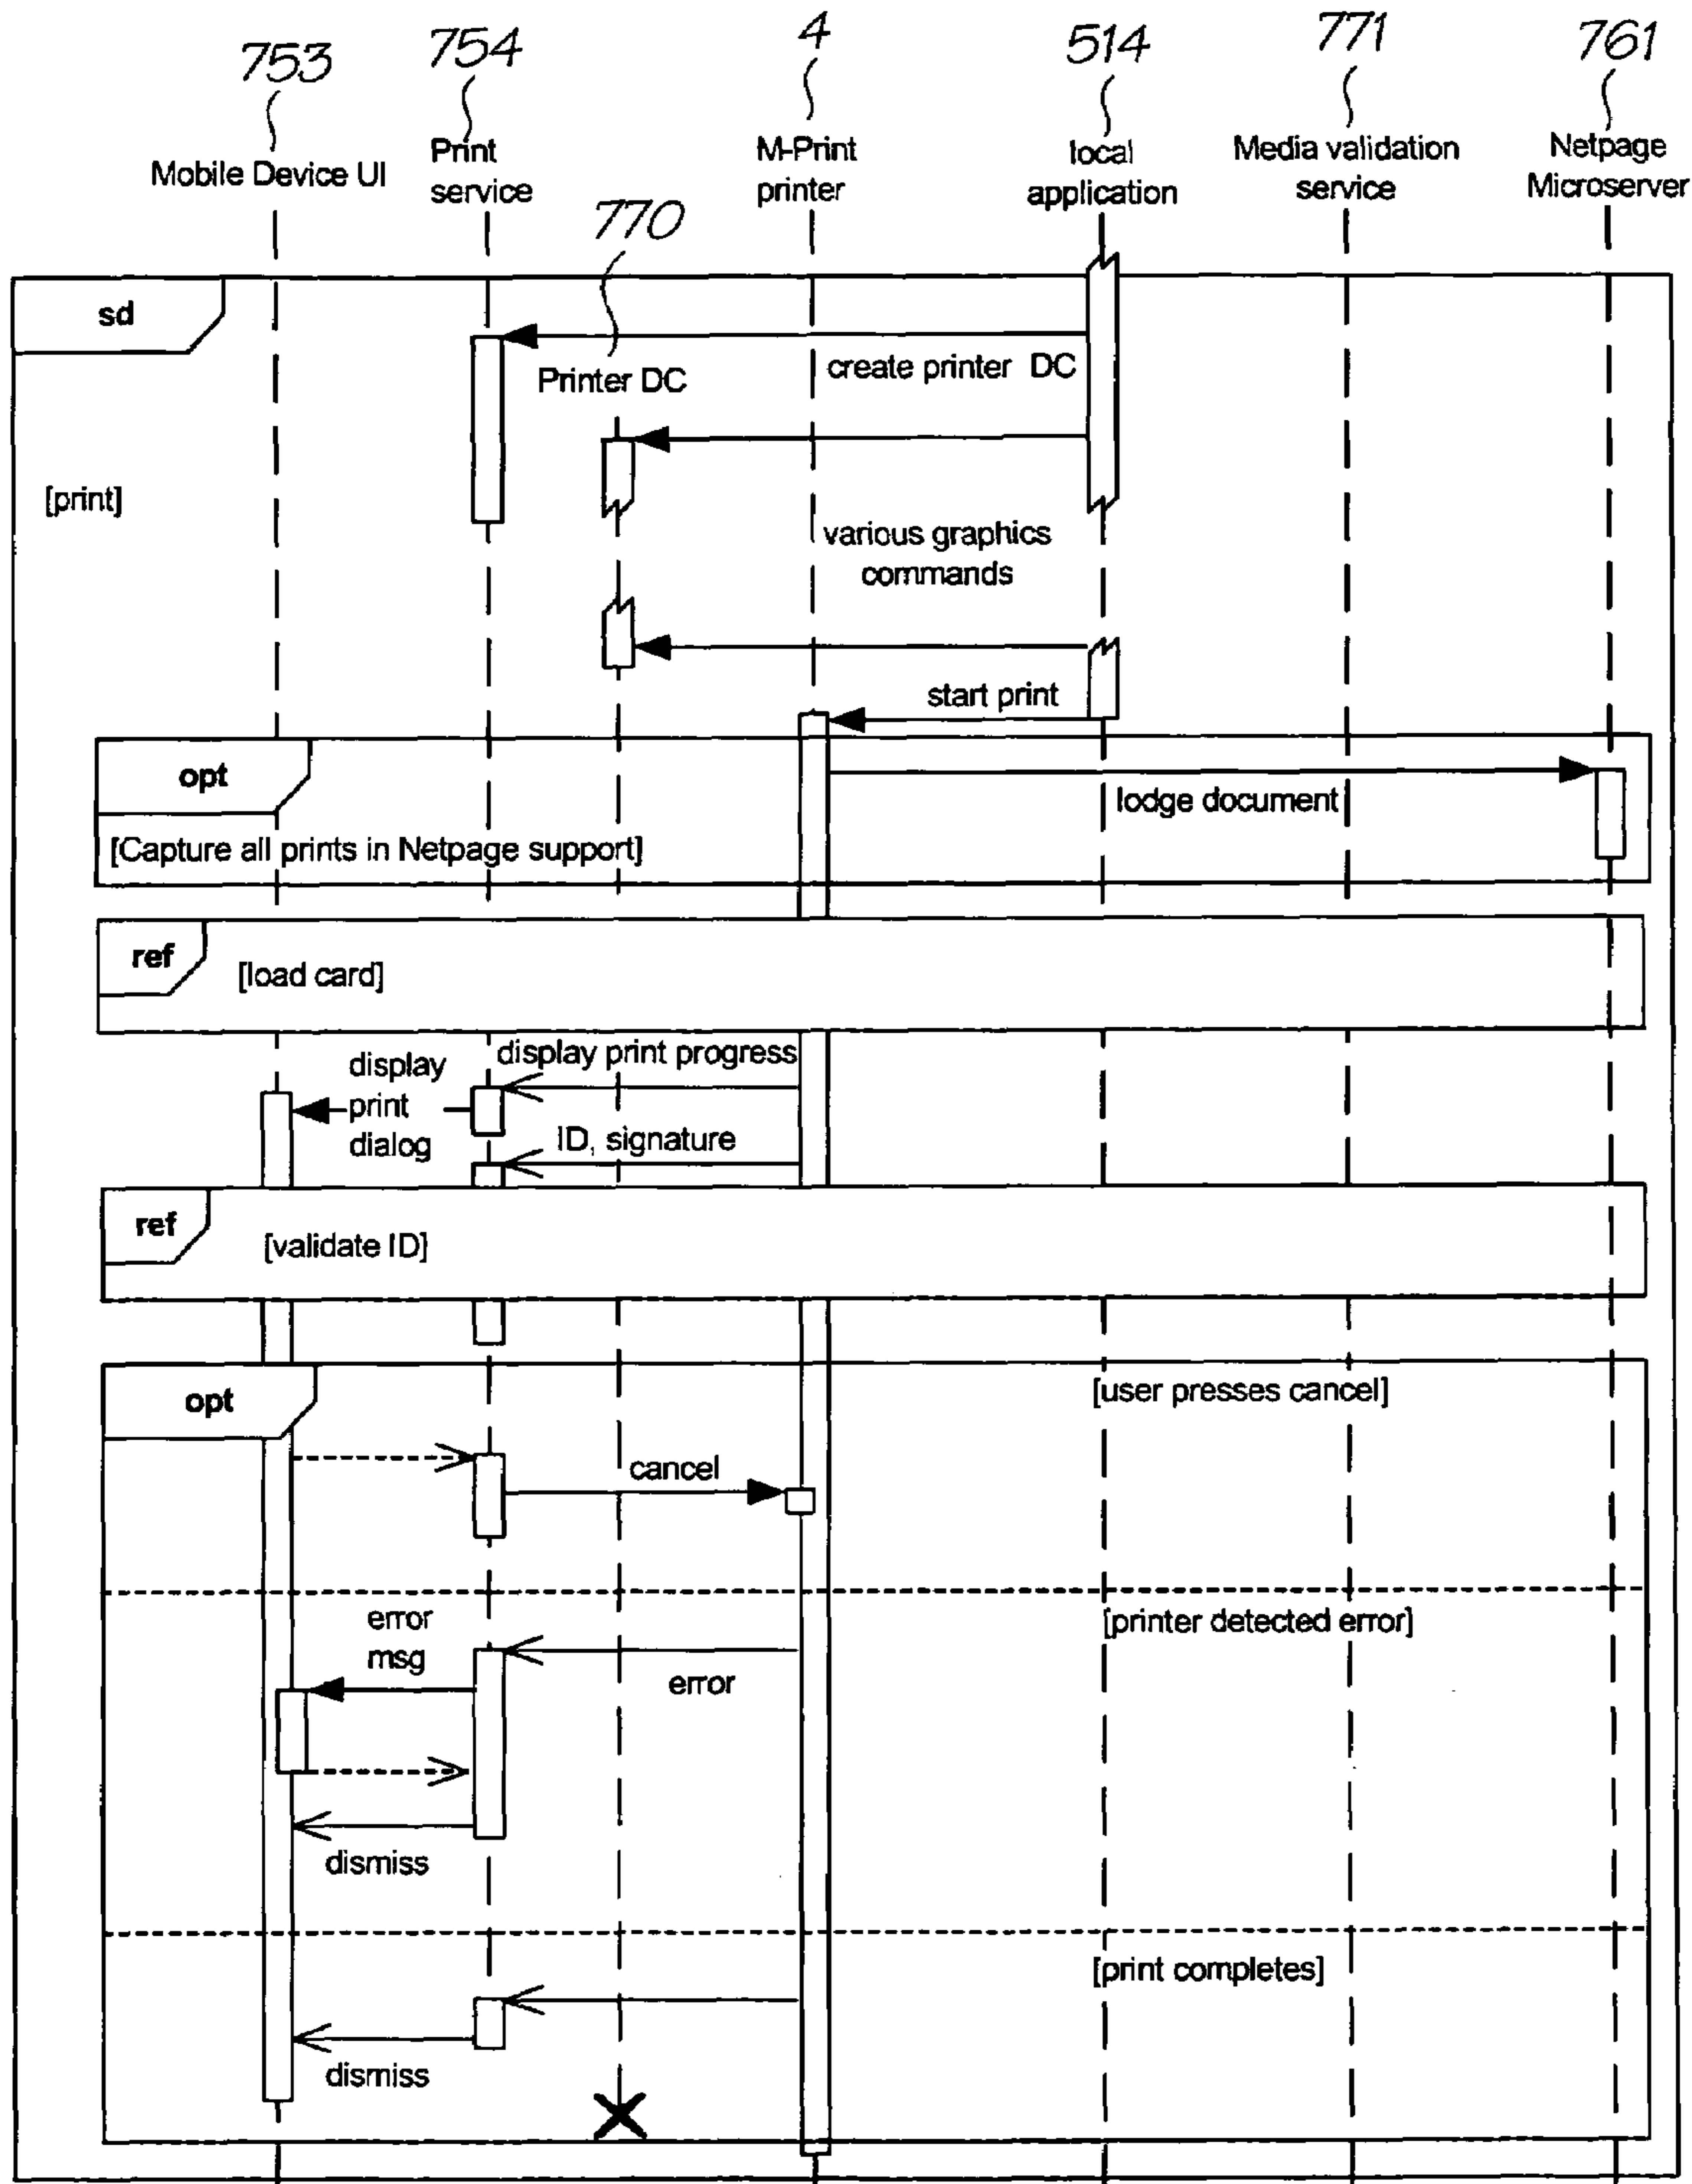 753
754
4
514
771
761
Mobile Device UI
Print
service
M-Print
printer
local
application
Media validation
service
Netpage
Microserver
770
sd
Printer DC
create printer DC
[print]
various graphics
commands
start print
opt
lodge document
[Capture all prints in Netpage support]
ref
[load card]
display print progress
display
print
dialog
ID, signature
ref
[validate ID]
opt
[user presses cancel]
cancel
[printer detected error]
error
msg
error
dismiss
[print completes]
dismiss